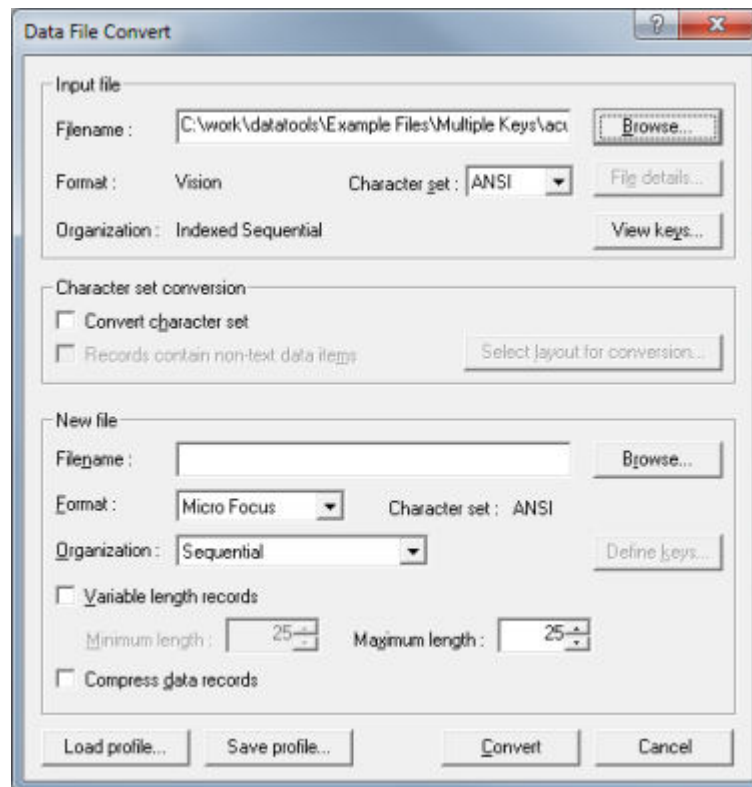 Data File Convert
Input file
Filename : C:\work\datatools\Example Files\Multiple Keys\acu Browse...
Format : Vision Character set : ANSI File details...
Organization : Indexed Sequential View keys...
Character set conversion
Convert character set
Records contain non-text data items Select layout for conversion...
New file
Filename : Browse...
Format : Micro Focus Character set : ANSI
Organization : Sequential Define keys...
Variable length records
Minimum length : 25 Maximum length : 25
Compress data records
Load profile... Save profile... Convert Cancel